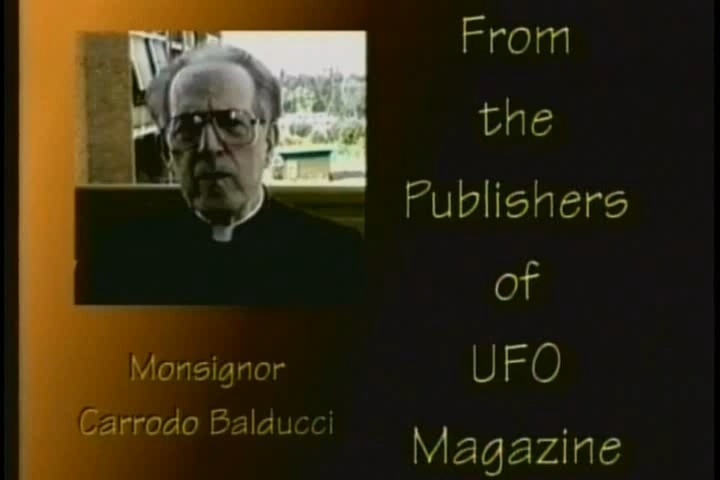 Monsignor
Carrodo Balducci
From
the
Publishers
of
UFO
Magazine